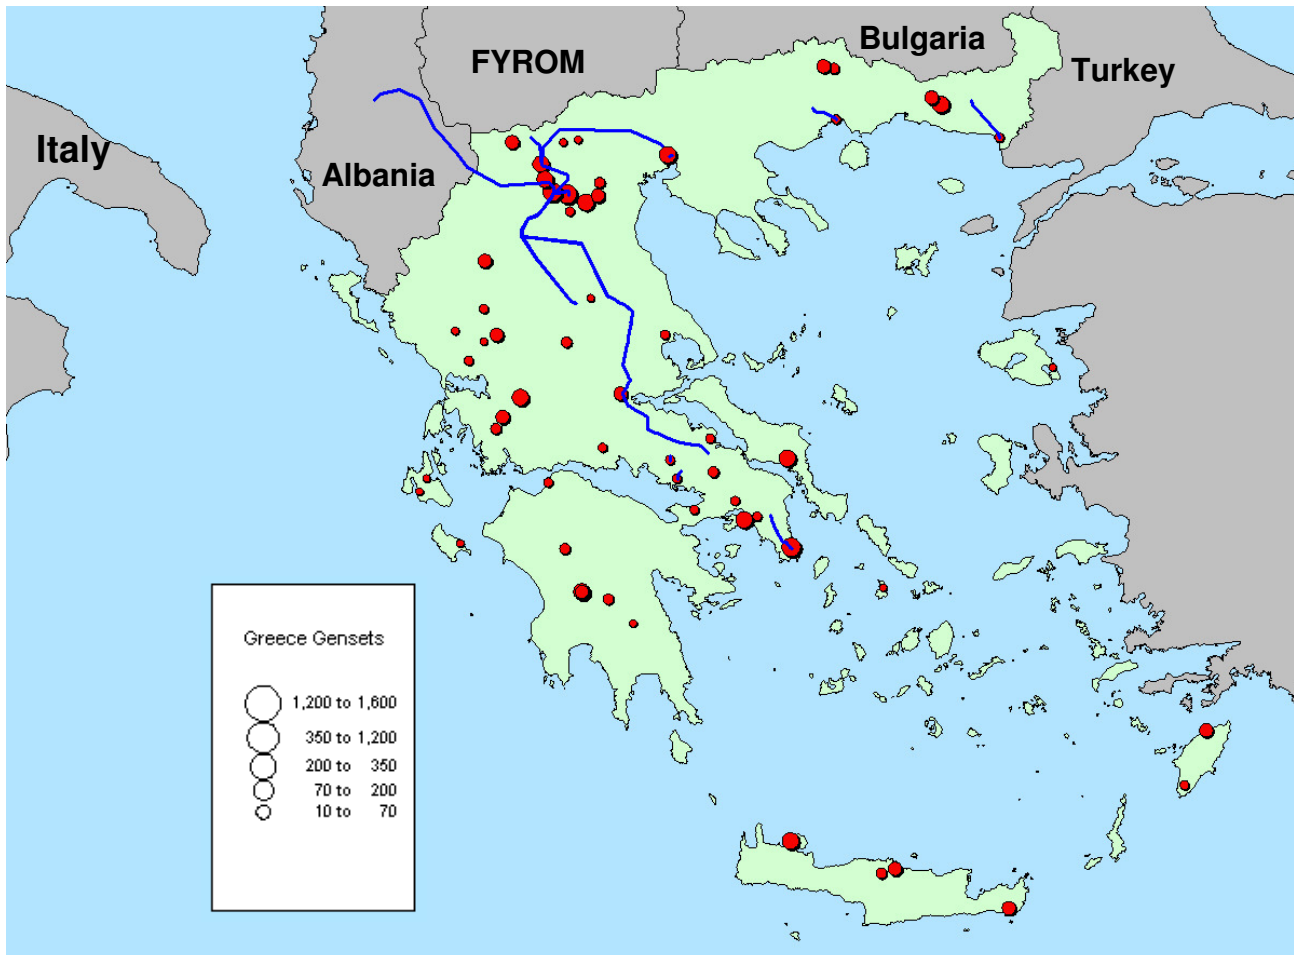 Bulgaria
FYROM
Turkey
Italy
Albania
Greece Gensets
1,200 to 1,600
350 to 1,200
200 to 350
70 to 200
10 to 70